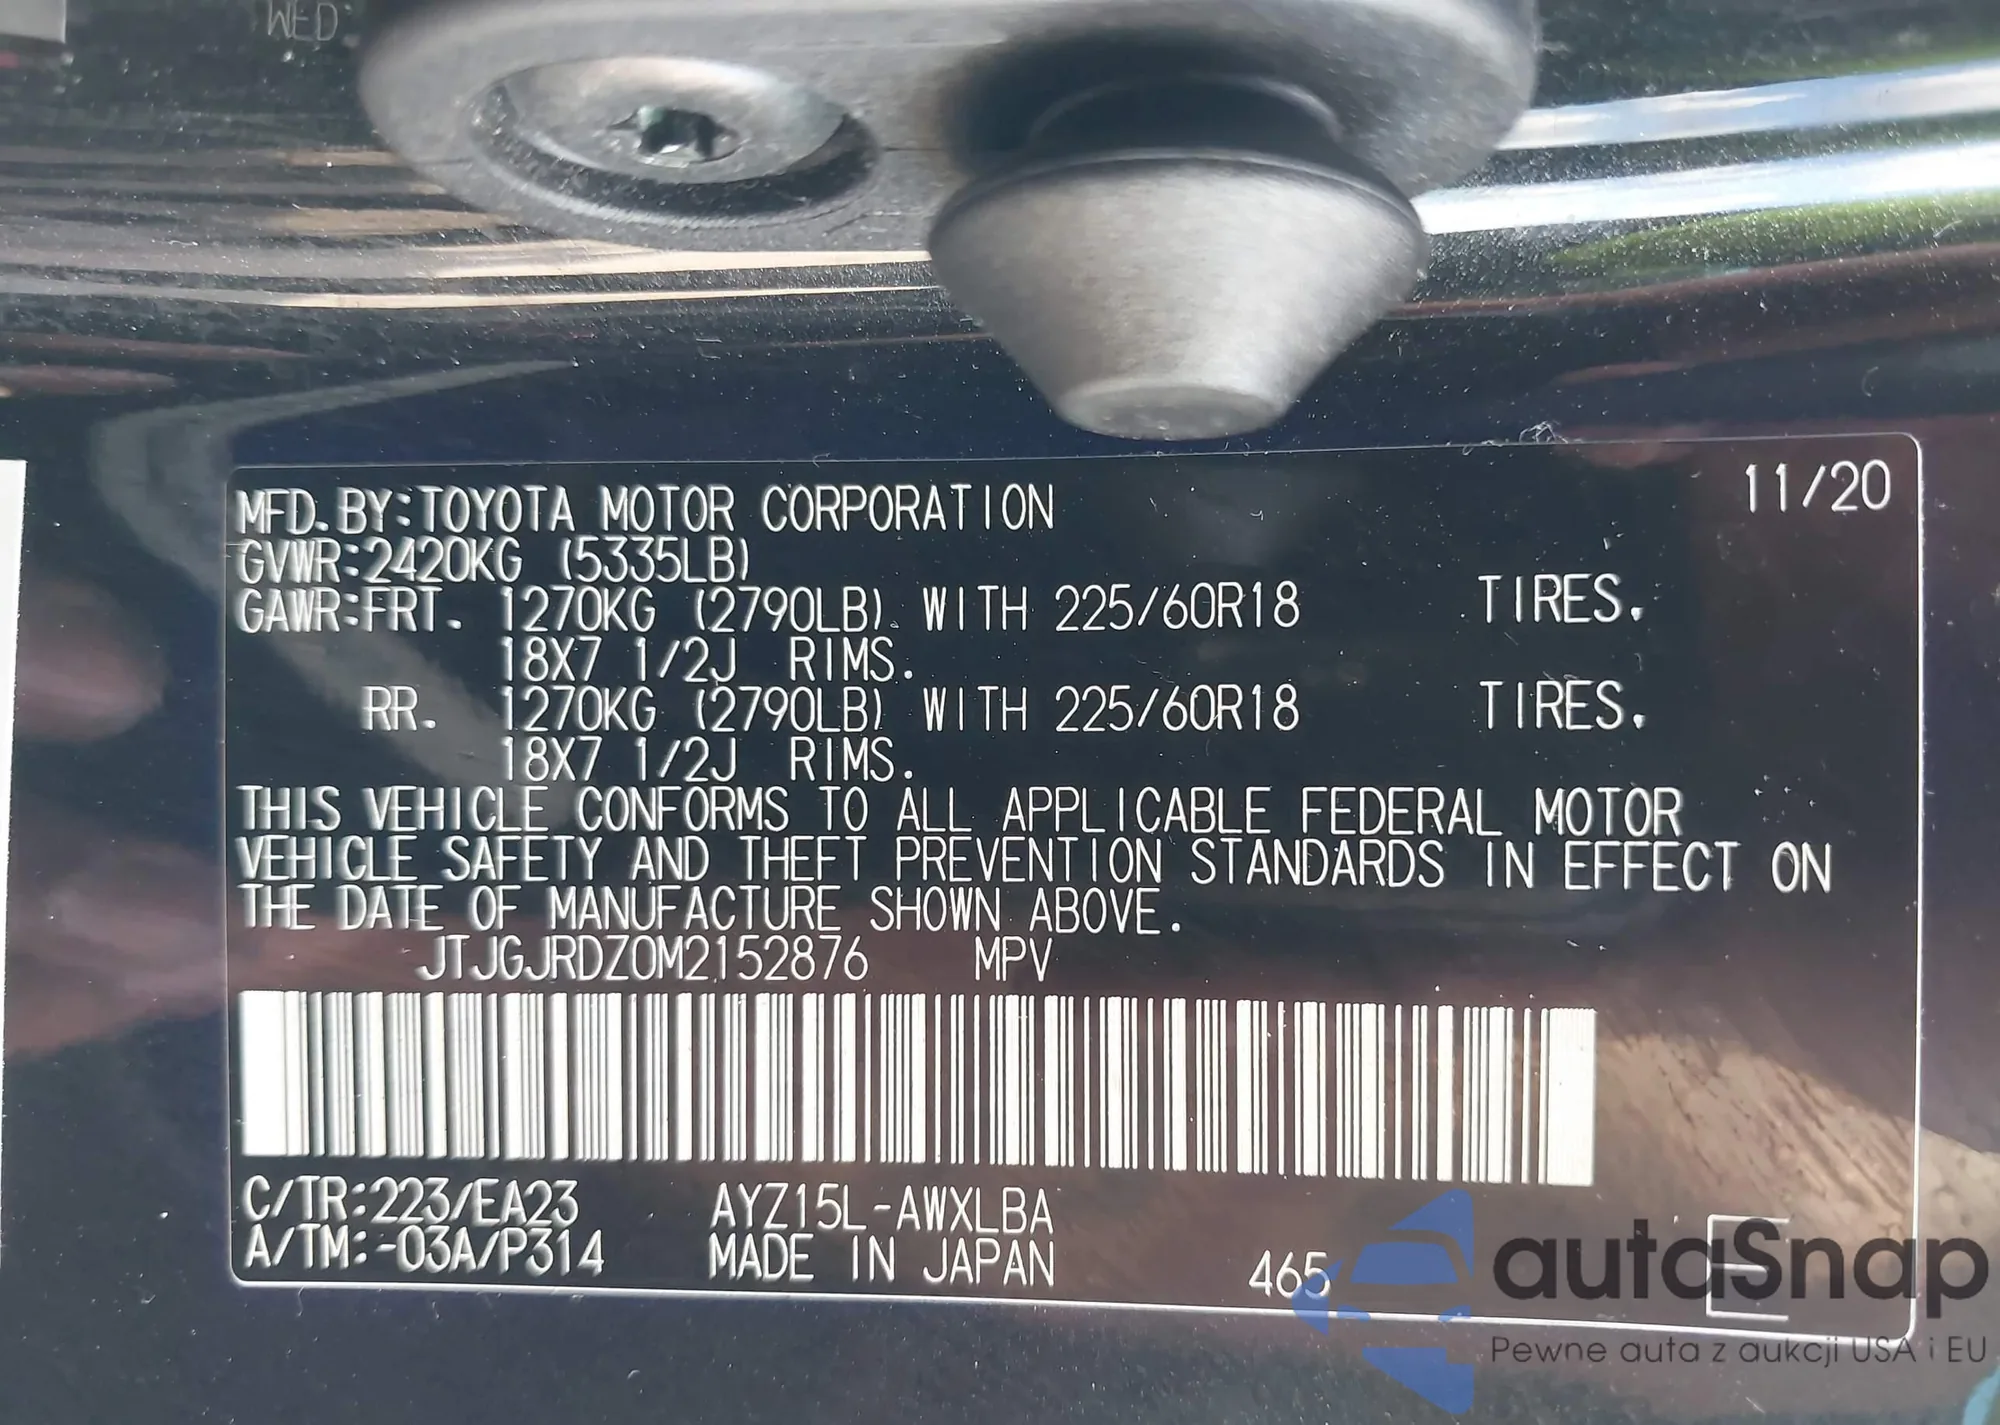 WED:
11/20
MFD.BY:TOYOTA MOTOR CORPORATION
GVWR:2420KG (5335LB)
GAWR:FRT. 1270KG (2790LB) WITH 225/60R18 TIRES.
18X7 1/2J RIMS.
RR. 1270KG (2790LB) WITH 225/60R18 TIRES.
18X7 1/2J RIMS.
THIS VEHICLE CONFORMS TO ALL APPLICABLE FEDERAL MOTOR
VEHICLE SAFETY AND THEFT PREVENTION STANDARDS IN EFFECT ON
THE DATE OF MANUFACTURE SHOWN ABOVE.
JTJGJRDZ0M2152876 MPV
C/TR:223/EA23 AYZ15L-AWXLBA
A/TM:-03A/P314 MADE IN JAPAN 465 E
autaSnap
Pewne auta z aukcji USA i EU